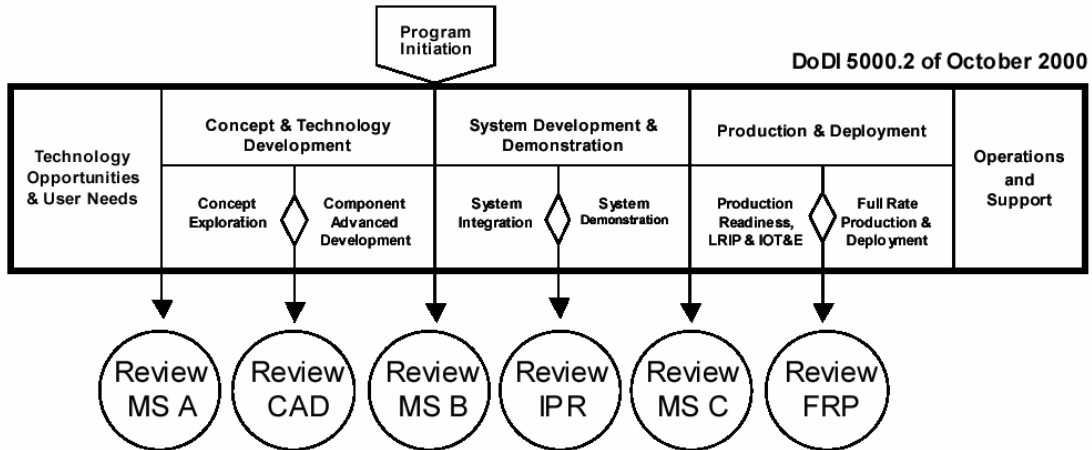 Program
Initiation
DoDI 5000.2 of October 2000
Technology
Opportunities
& User Needs
Concept & Technology
Development
Concept
Exploration
Component
Advanced
Development
System Development &
Demonstration
System
Integration
System
Demonstration
Production & Deployment
Production
Readiness,
LRIP & IOT&E
Full Rate
Production &
Deployment
Operations
and
Support
Review
MS A
Review
CAD
Review
MS B
Review
IPR
Review
MS C
Review
FRP